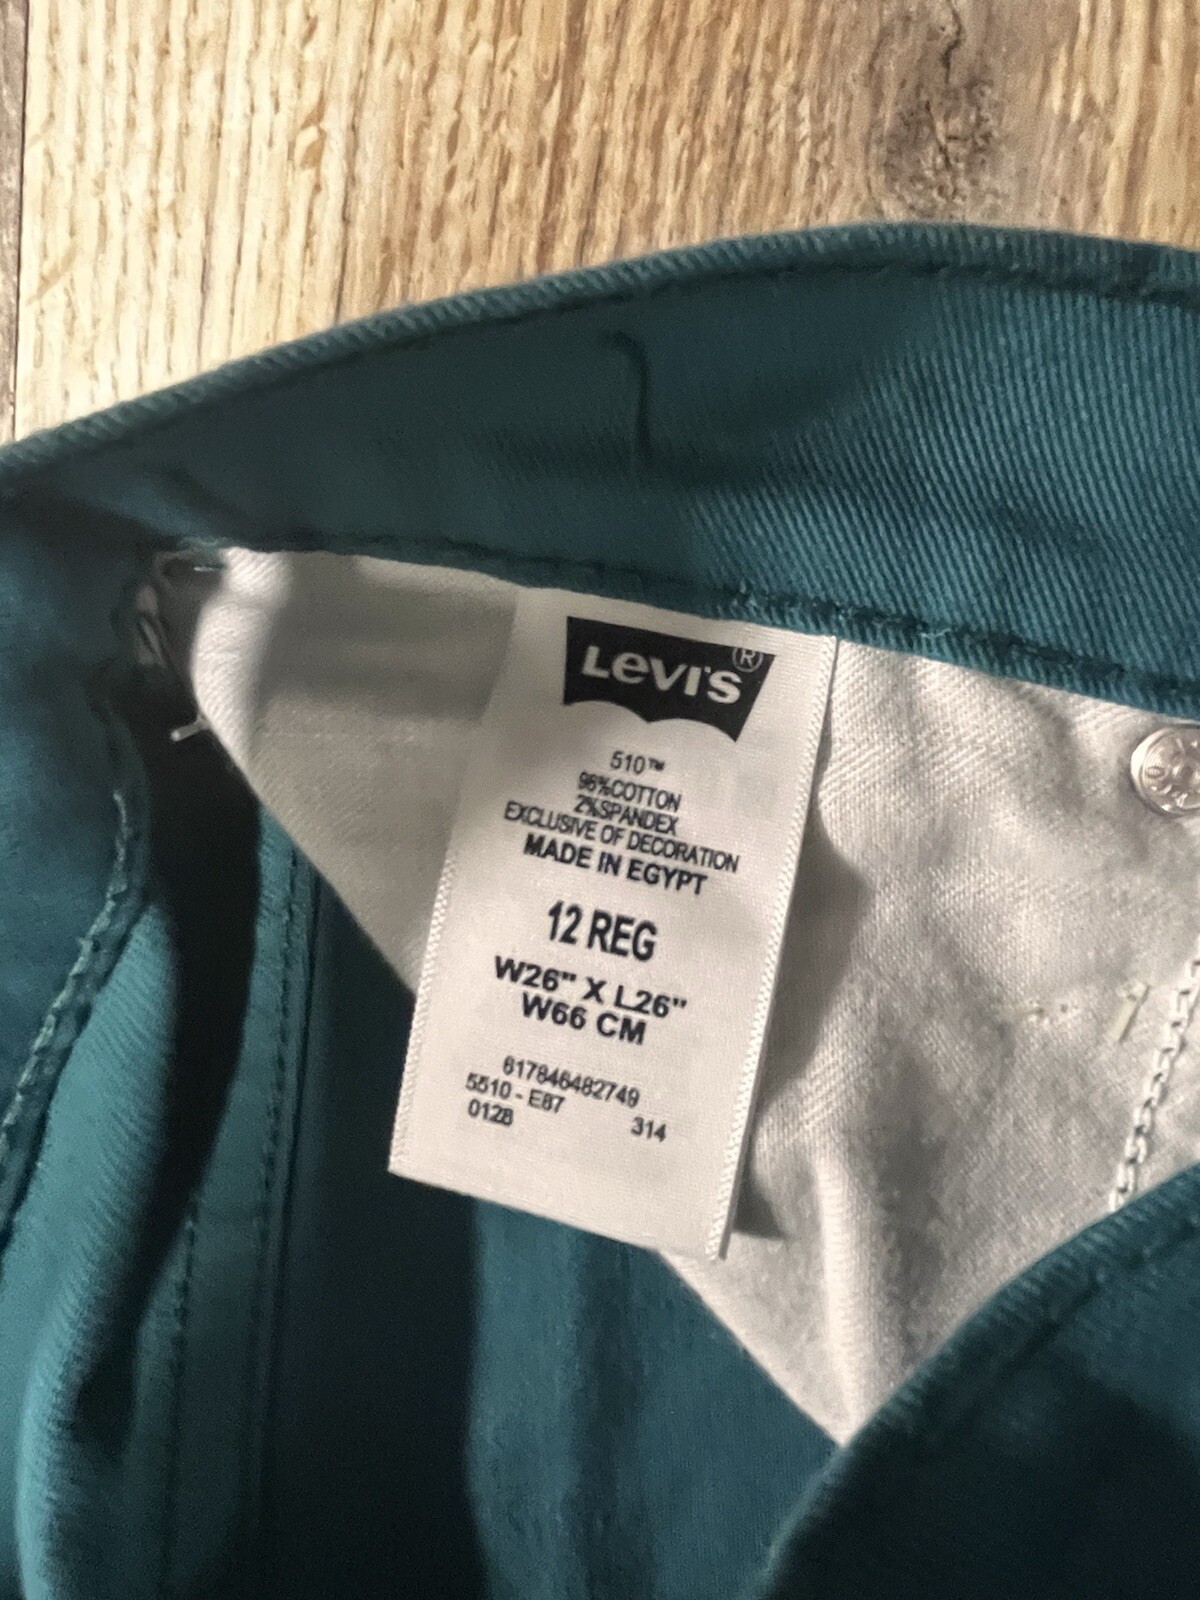 LEVI'S®
510™
98%COTTON
2%SPANDEX
EXCLUSIVE OF DECORATION
MADE IN EGYPT
12 REG
W26" X L26"
W66 CM
617846482749
5510 - E87
0128 314